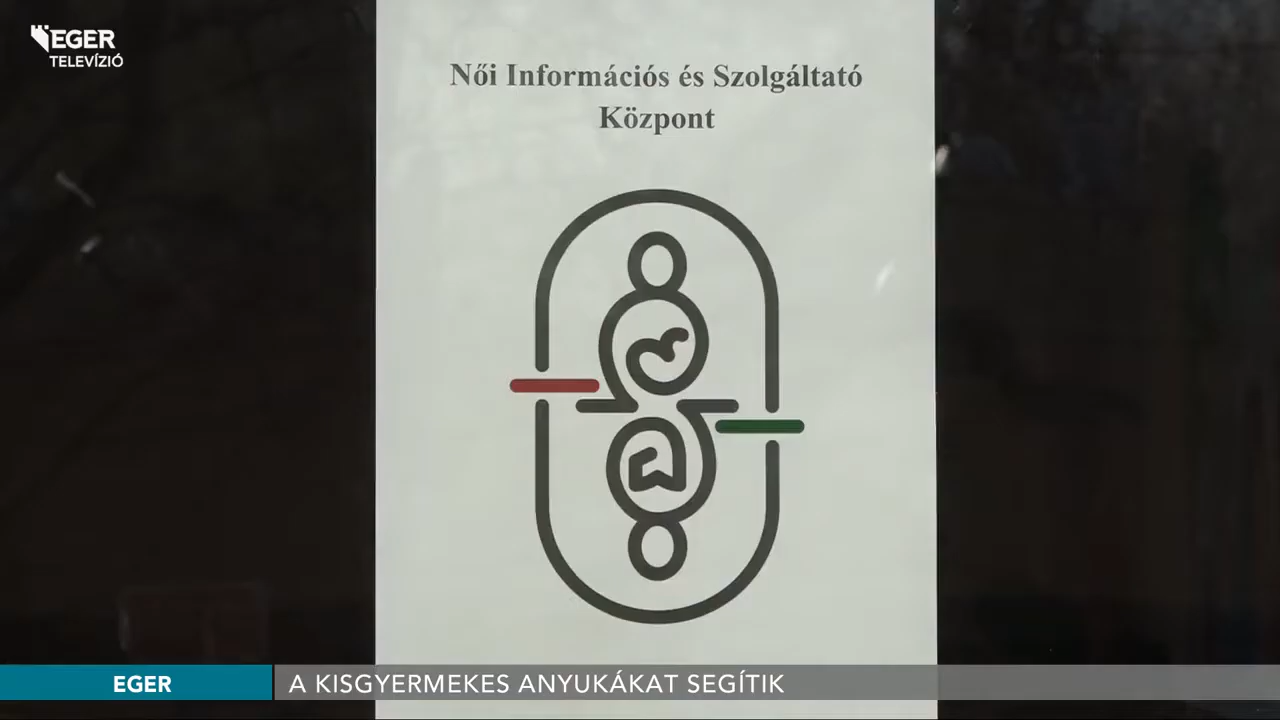 EGER
TELEVÍZIÓ
Női Információs és Szolgáltató
Központ
EGER
A KISGYERMEKES ANYUKÁKAT SEGÍTIK